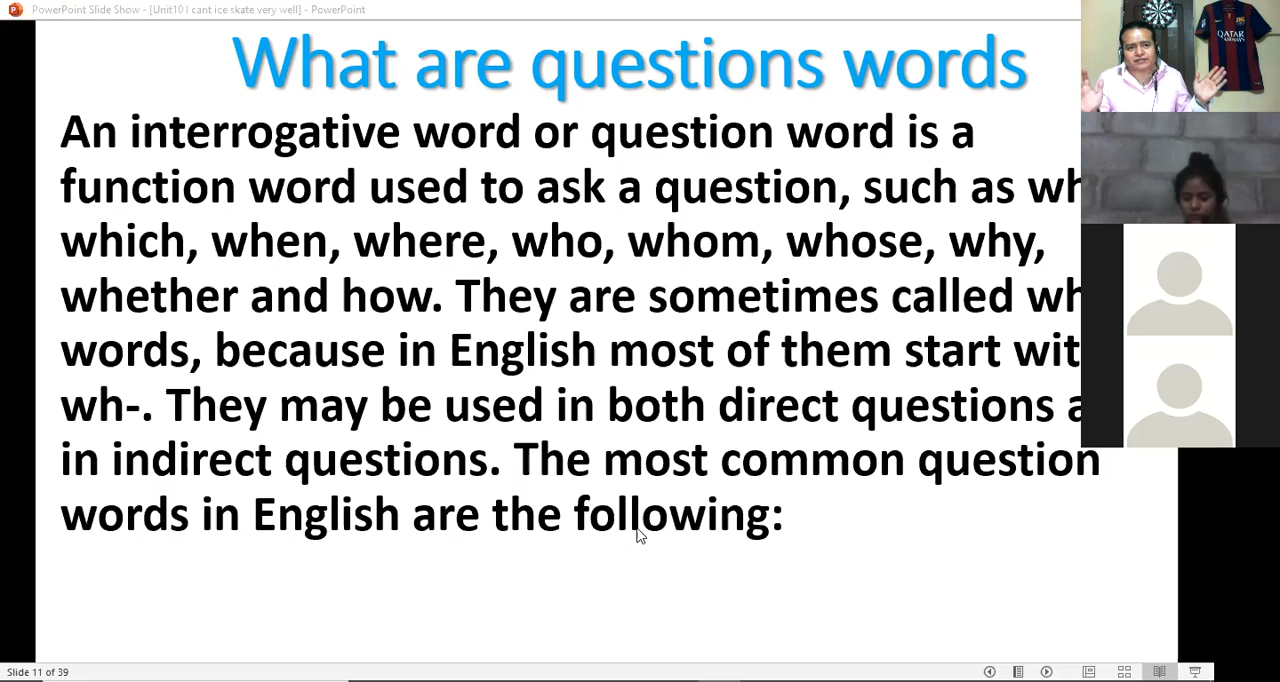 PowerPoint Slide Show - [Unit10 I cant ice skate very well] - PowerPoint
What are questions words
An interrogative word or question word is a
function word used to ask a question, such as wh
which, when, where, who, whom, whose, why,
whether and how. They are sometimes called wh
words, because in English most of them start wit
wh-. They may be used in both direct questions a
in indirect questions. The most common question
words in English are the following:
QATAR
AIRWAYS
Slide 11 of 39